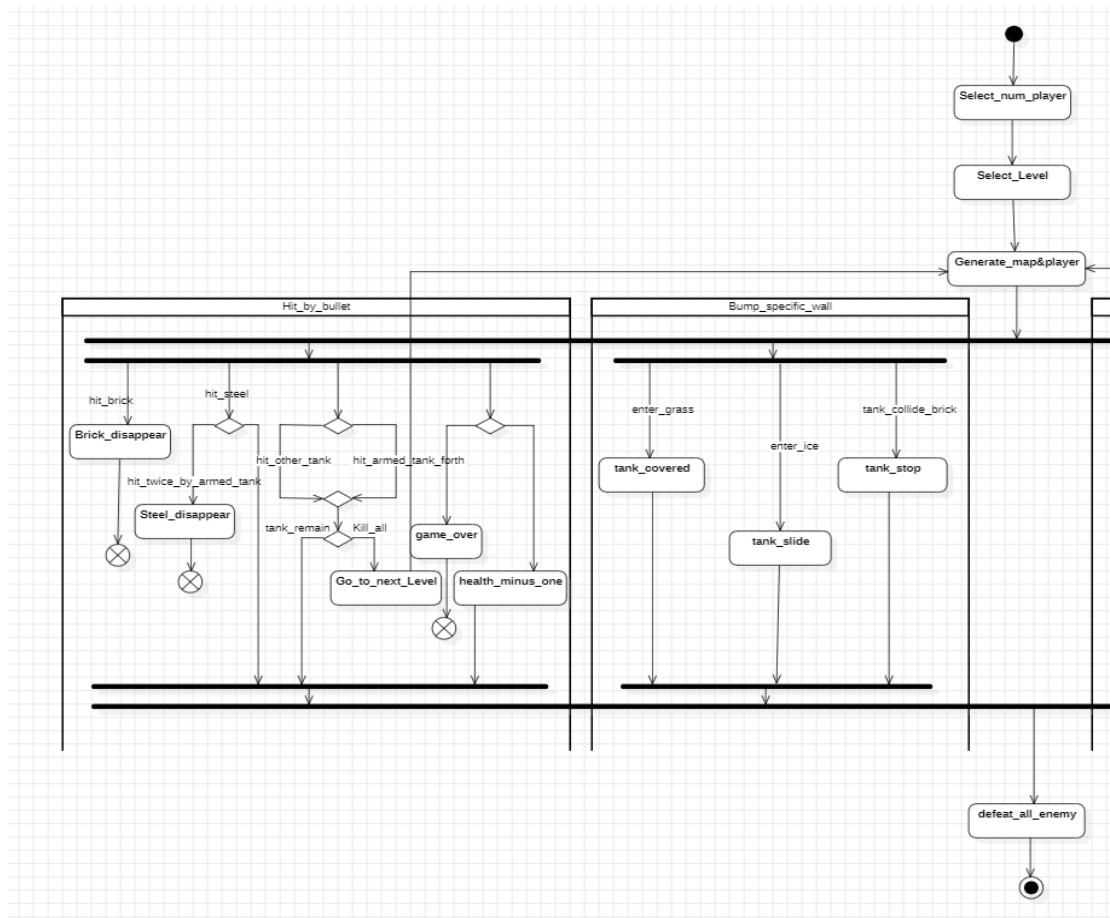 Select_num_player
Select_Level
Generate_map&player
Hit_by_bullet
Bump_specific_wall
hit_brick
hit_steel
enter_grass
tank_collide_brick
Brick_disappear
enter_ice
hit_other_tank
hit_armed_tank_forth
tank_covered
tank_stop
hit_twice_by_armed_tank
Steel_disappear
tank_remain
Kill_all
game_over
tank_slide
Go_to_next_Level
health_minus_one
defeat_all_enemy